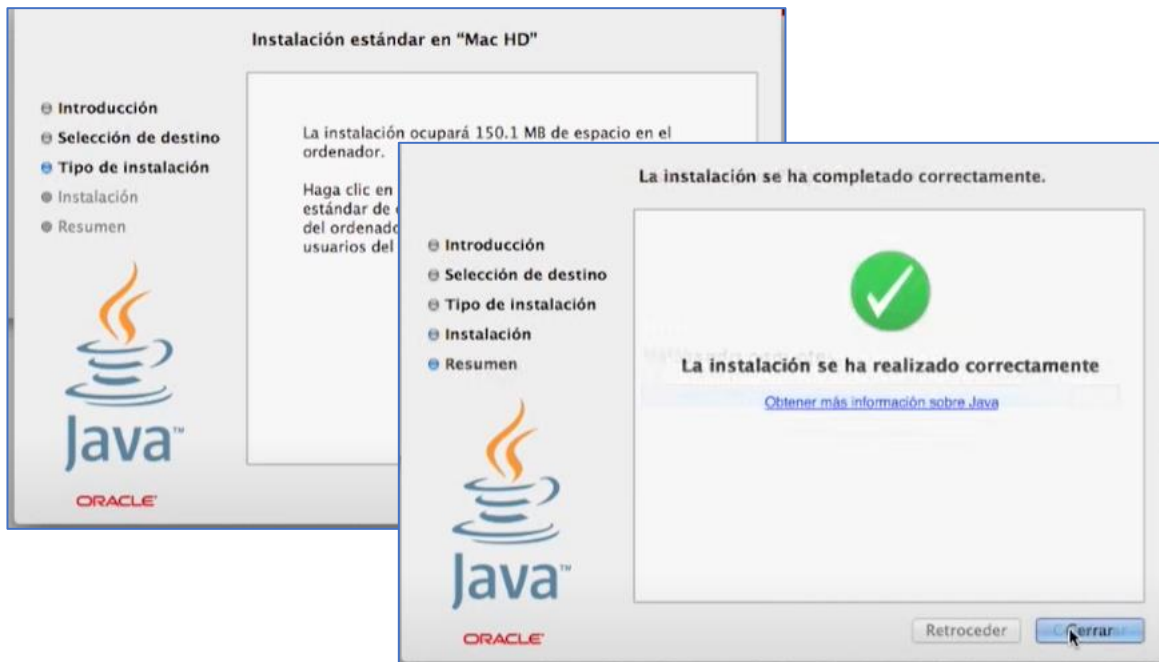 Instalación estándar en "Mac HD"
Introducción
Selección de destino
Tipo de instalación
Instalación
Resumen
La instalación ocupará 150.1 MB de espacio en el
ordenador.
Haga clic en
estándar de
del ordenado
usuarios del
Java™
ORACLE
La instalación se ha completado correctamente.
Introducción
Selección de destino
Tipo de instalación
Instalación
Resumen
La instalación se ha realizado correctamente
Obtener más información sobre Java
Java™
ORACLE
Retroceder
Cerrar